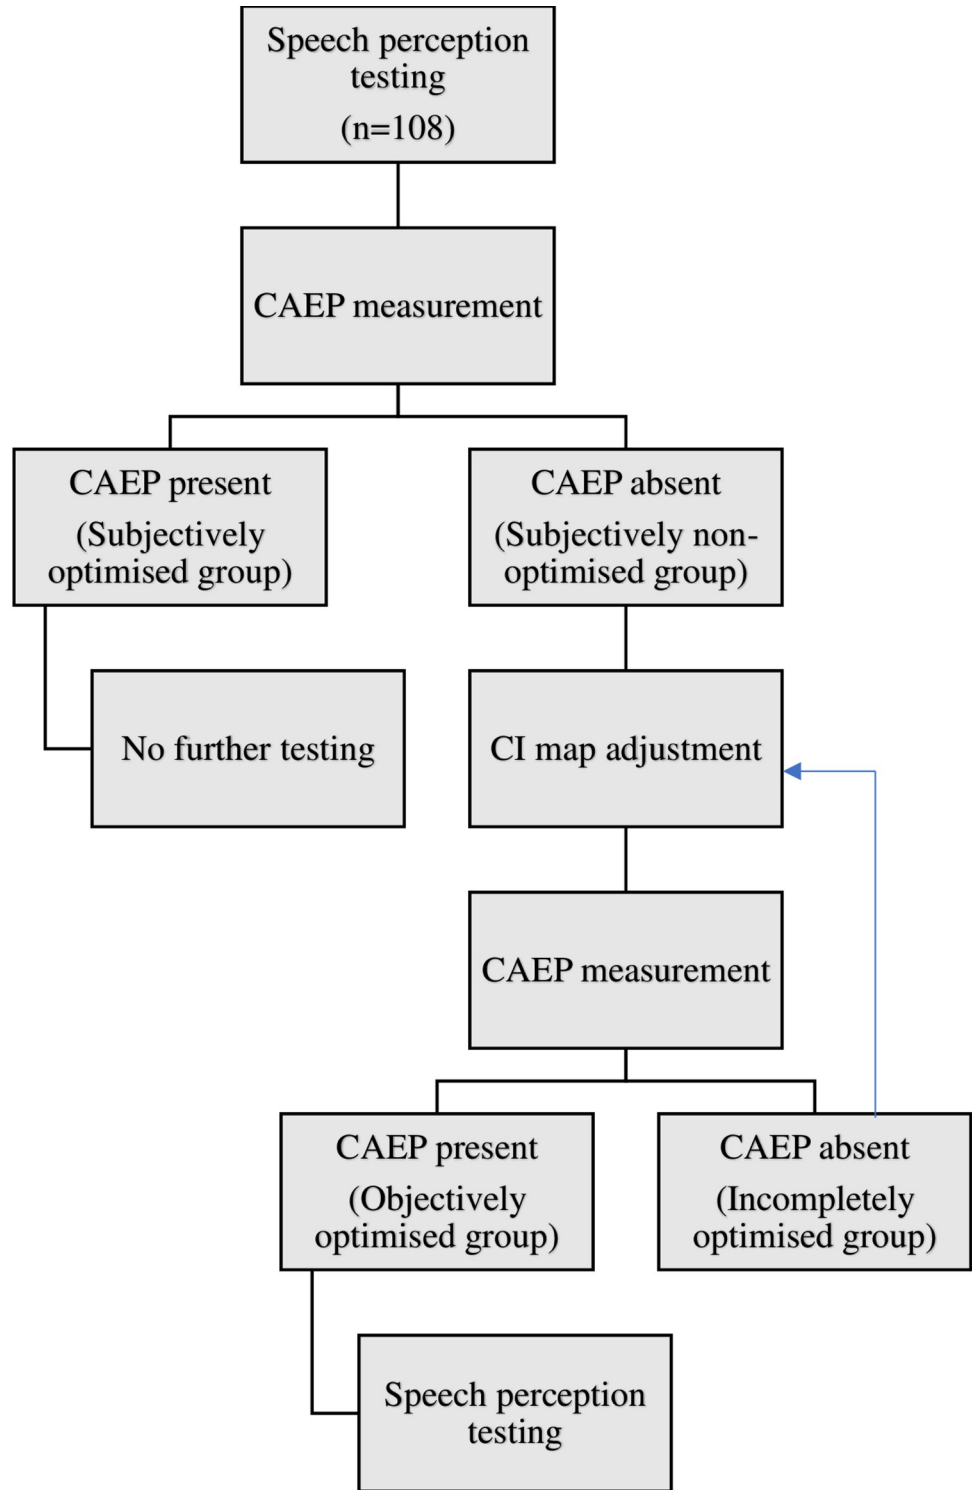 Speech perception
testing
(n=108)
CAEP measurement
CAEP present
(Subjectively
optimised group)
CAEP absent
(Subjectively non-
optimised group)
No further testing
CI map adjustment
CAEP measurement
CAEP present
(Objectively
optimised group)
CAEP absent
(Incompletely
optimised group)
Speech perception
testing